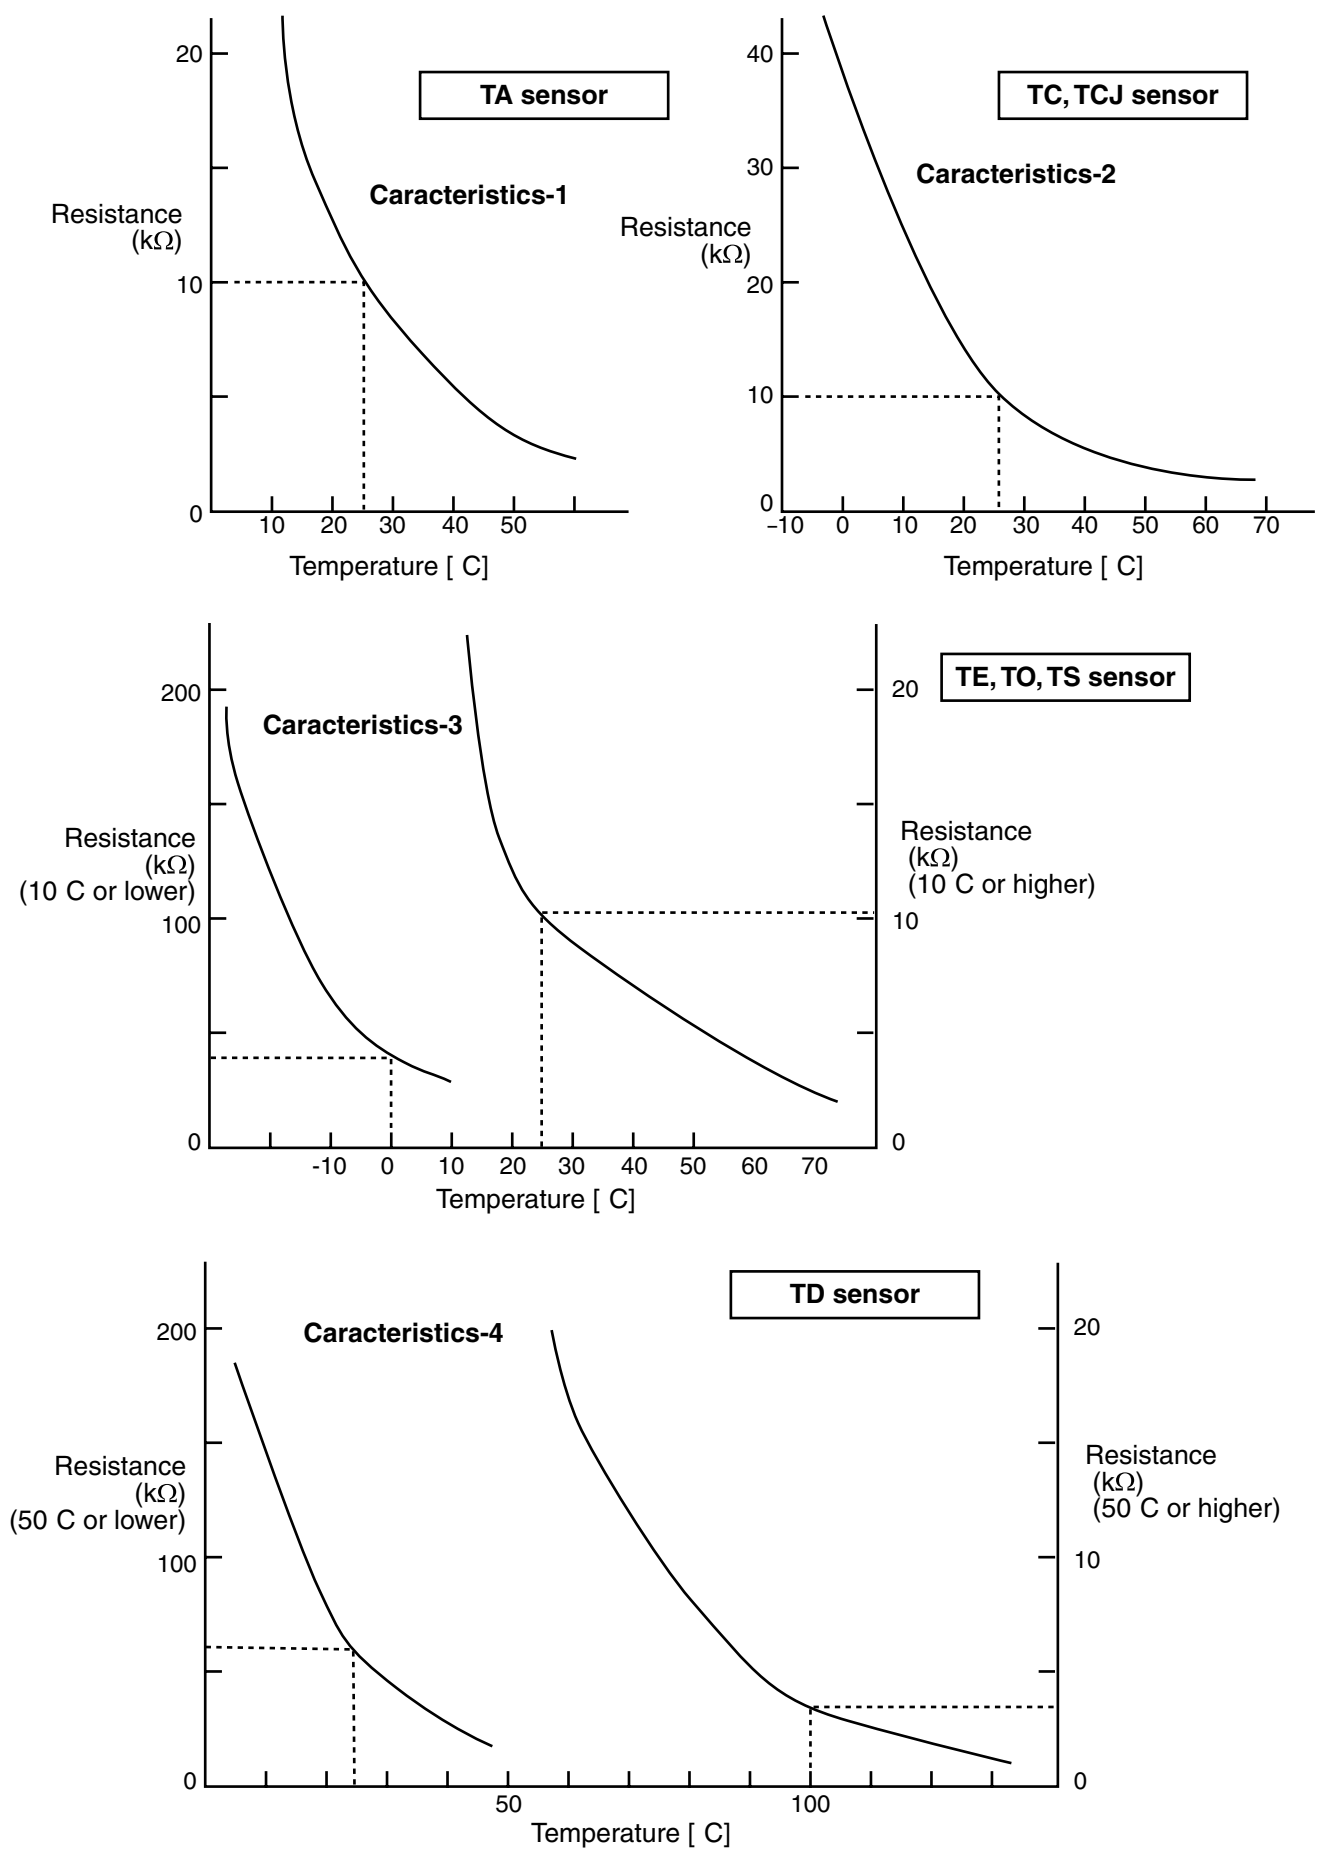 20
TA sensor
Caracteristics-1
Resistance
(kΩ)
10
0
10 20 30 40 50
Temperature [ C]
40
TC, TCJ sensor
30
Caracteristics-2
Resistance
(kΩ)
20
10
0
−10 0 10 20 30 40 50 60 70
Temperature [ C]
TE, TO, TS sensor
200
20
Caracteristics-3
Resistance
(kΩ)
(10 C or lower)
Resistance
(kΩ)
(10 C or higher)
100
10
0
0
-10 0 10 20 30 40 50 60 70
Temperature [ C]
TD sensor
200
Caracteristics-4
20
Resistance
(kΩ)
(50 C or lower)
Resistance
(kΩ)
(50 C or higher)
100
10
0
0
50 100
Temperature [ C]